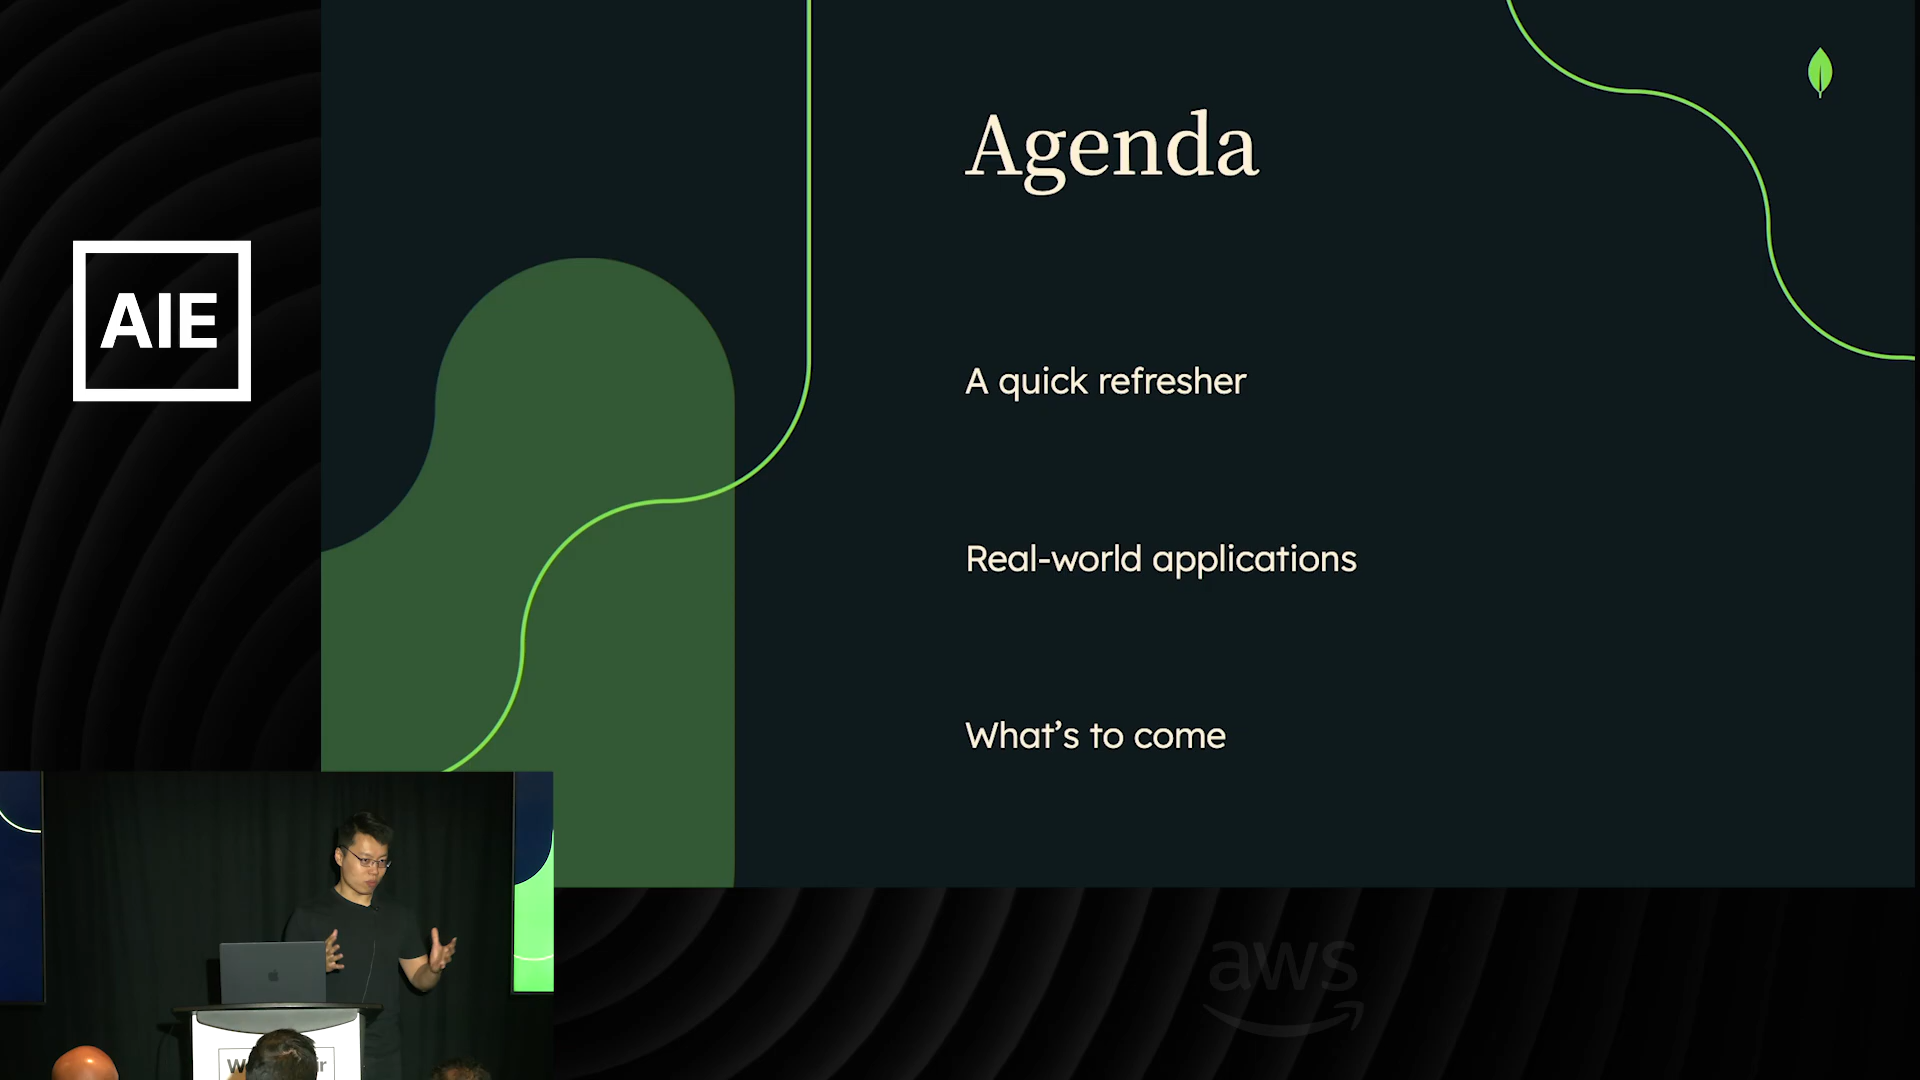 Agenda
AIE
A quick refresher
Real-world applications
What's to come
aws